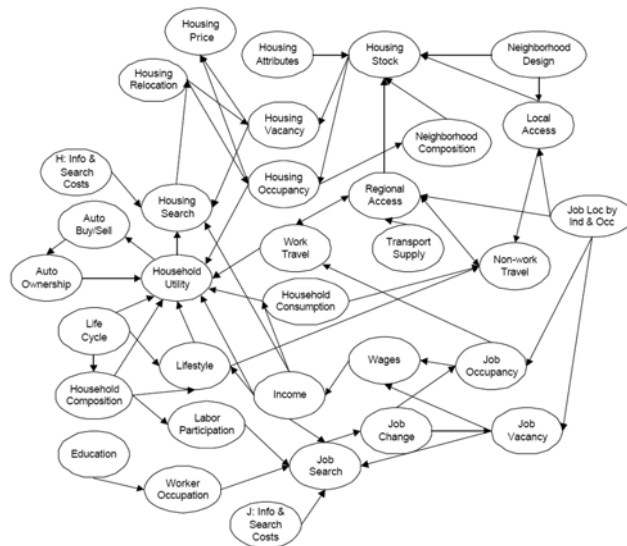 Housing
Price
Housing
Attributes
Housing
Stock
Neighborhood
Design
Housing
Relocation
Housing
Vacancy
Local
Access
Neighborhood
Composition
H: Info &
Search
Costs
Housing
Search
Housing
Occupancy
Regional
Access
Job Loc by
Ind & Occ
Auto
Buy/Sell
Work
Travel
Transport
Supply
Auto
Ownership
Household
Utility
Non-work
Travel
Household
Consumption
Life
Cycle
Lifestyle
Wages
Job
Occupancy
Household
Composition
Income
Labor
Participation
Job
Change
Job
Vacancy
Education
Worker
Occupation
Job
Search
J: Info &
Search
Costs